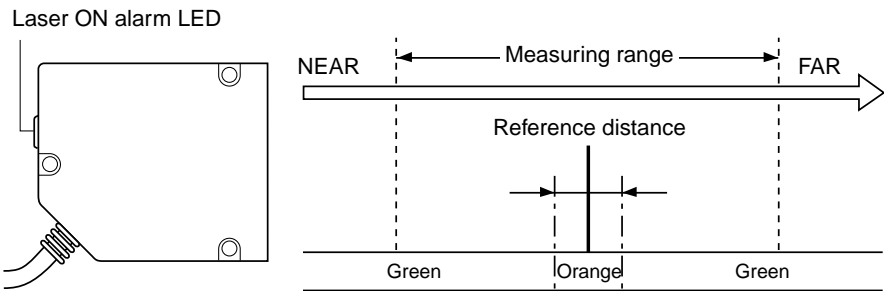 Laser ON alarm LED
NEAR
Measuring range
FAR
Reference distance
Green
Orange
Green